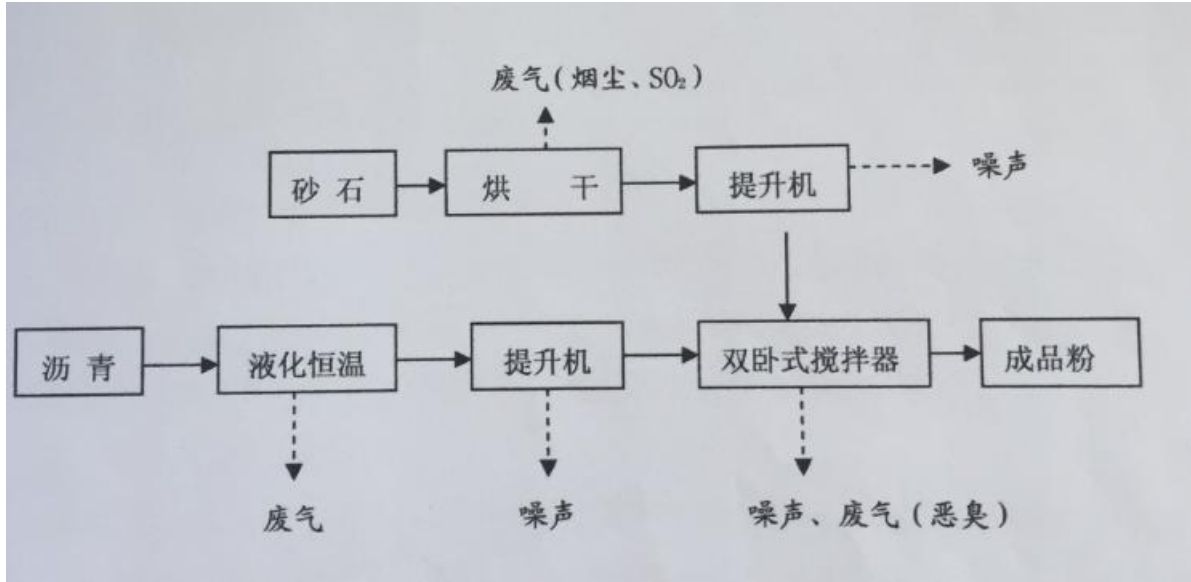 废气(烟尘、SO₂)
砂石 烘干 提升机 噪声
沥青 液化恒温 提升机 双卧式搅拌器 成品粉
废气 噪声 噪声、废气(恶臭)